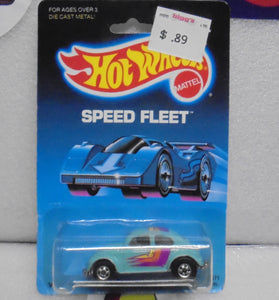 FOR AGES OVER 3
DIE CAST METAL!
$ .89
Hot Wheels
MATTEL
SPEED FLEET